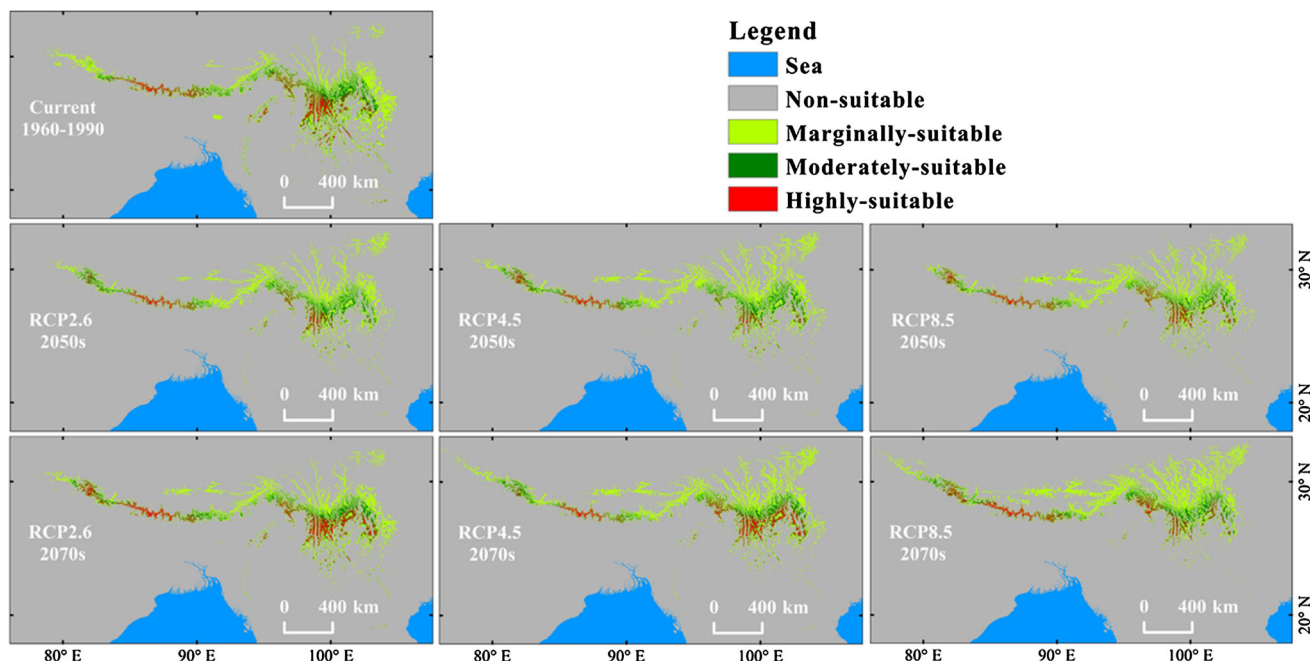 Legend
Sea
Non-suitable
Marginally-suitable
Moderately-suitable
Highly-suitable
Current
1960-1990
0 400 km
RCP2.6
2050s
0 400 km
RCP4.5
2050s
0 400 km
RCP8.5
2050s
0 400 km
30° N
20° N
RCP2.6
2070s
0 400 km
RCP4.5
2070s
0 400 km
RCP8.5
2070s
0 400 km
30° N
20° N
80° E 90° E 100° E
80° E 90° E 100° E
80° E 90° E 100° E